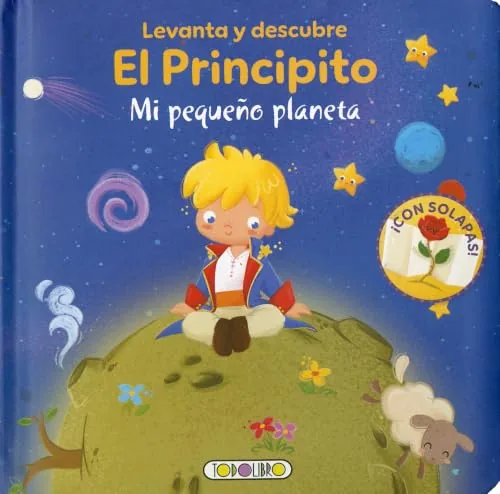 Levanta y descubre
El Principito
Mi pequeño planeta
¡CON SOLAPAS!
TODOLIBRO